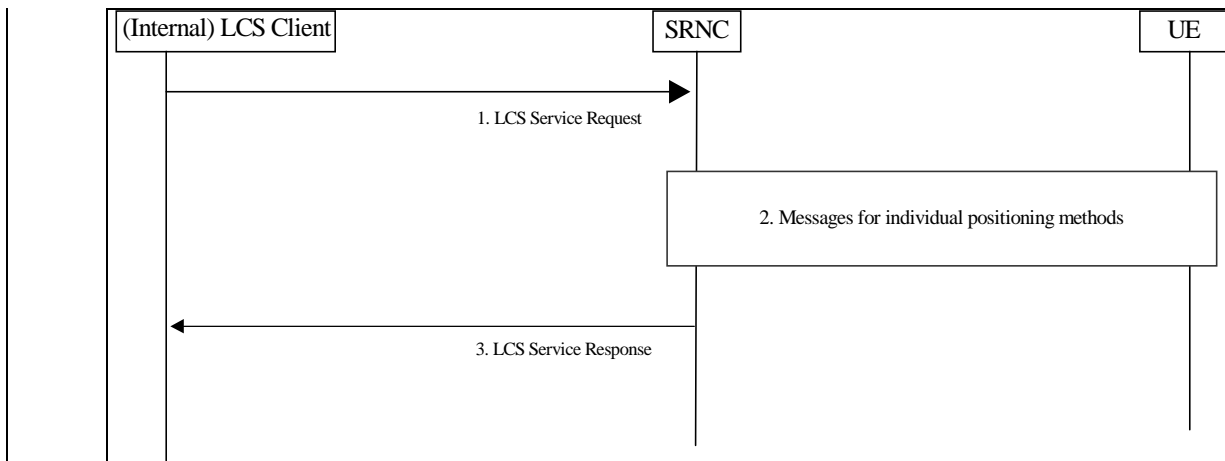 (Internal) LCS Client
SRNC
UE
1. LCS Service Request
2. Messages for individual positioning methods
3. LCS Service Response